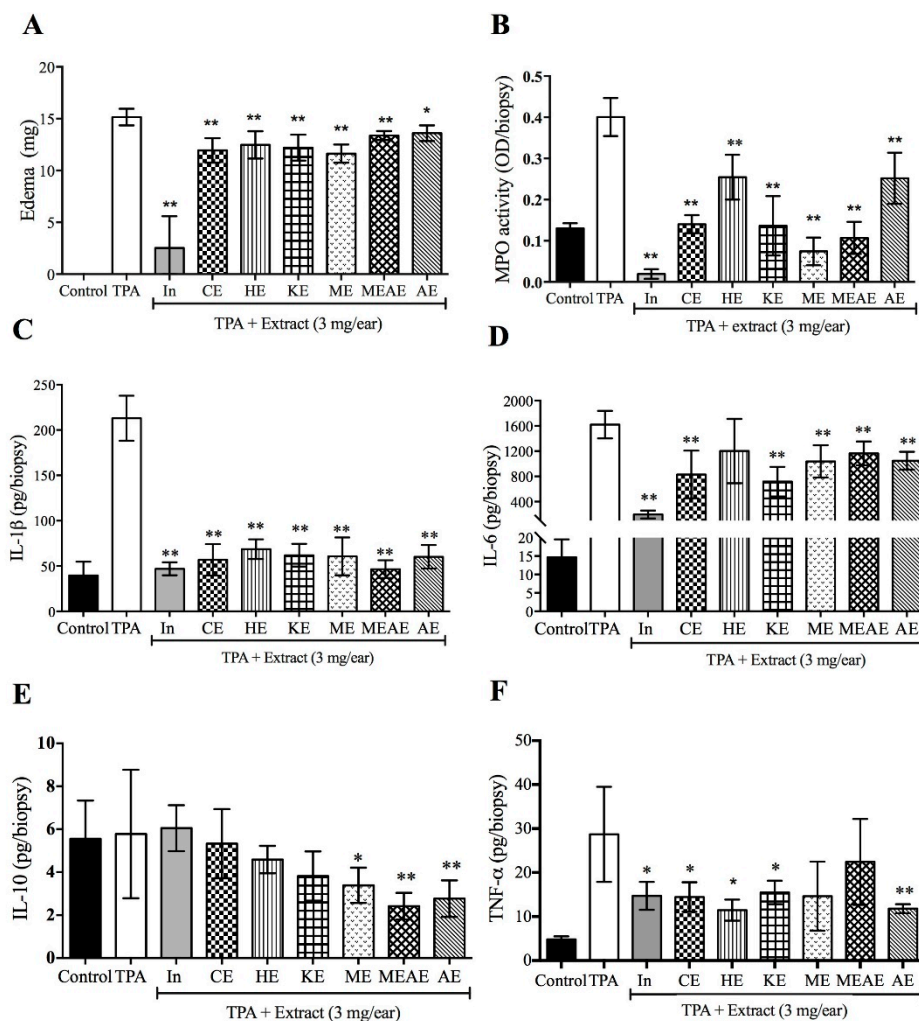 A
Edema (mg)
20
15
10
5
0
** ** ** ** ** ** *
Control TPA In CE HE KE ME MEAE AE
TPA + Extract (3 mg/ear)
B
MPO activity (OD/biopsy)
0.5
0.4
0.3
0.2
0.1
0.0
** ** ** ** ** ** **
Control TPA In CE HE KE ME MEAE AE
TPA + extract (3 mg/ear)
C
IL-1β (pg/biopsy)
250
200
150
100
50
0
** ** ** ** ** ** **
Control TPA In CE HE KE ME MEAE AE
TPA + Extract (3 mg/ear)
D
IL-6 (pg/biopsy)
2000
1600
1200
800
400
20
15
10
5
0
** ** ** ** ** **
Control TPA In CE HE KE ME MEAE AE
TPA + Extract (3 mg/ear)
E
IL-10 (pg/biopsy)
10
8
6
4
2
0
* ** **
Control TPA In CE HE KE ME MEAE AE
TPA + Extract (3 mg/ear)
F
TNF-α (pg/biopsy)
50
40
30
20
10
0
* * * * **
Control TPA In CE HE KE ME MEAE AE
TPA + Extract (3 mg/ear)